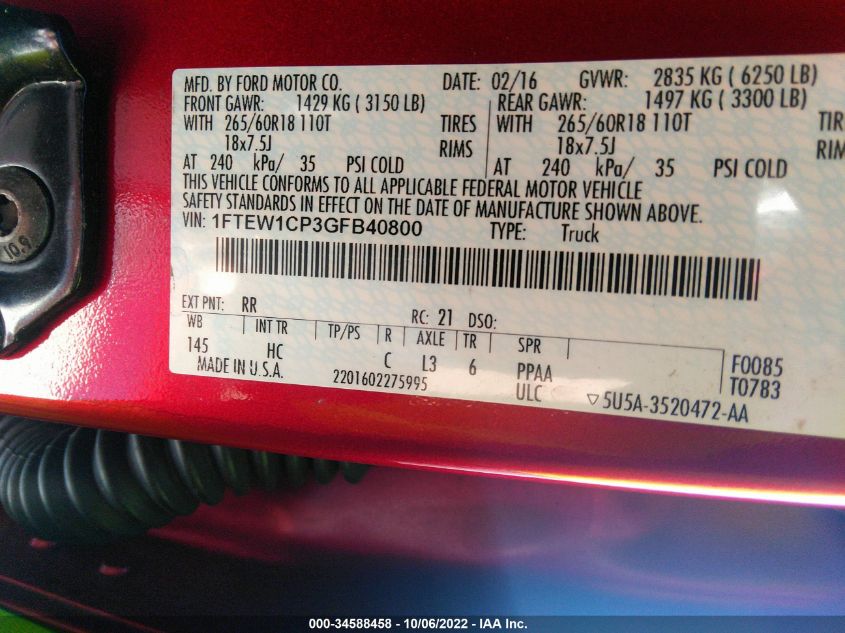 MFD. BY FORD MOTOR CO. DATE: 02/16 GVWR: 2835 KG ( 6250 LB)
FRONT GAWR: 1429 KG ( 3150 LB) REAR GAWR: 1497 KG ( 3300 LB)
WITH 265/60R18 110T TIRES WITH 265/60R18 110T TIR
18x7.5J RIMS 18x7.5J RIM
AT 240 kPa/ 35 PSI COLD AT 240 kPa/ 35 PSI COLD
THIS VEHICLE CONFORMS TO ALL APPLICABLE FEDERAL MOTOR VEHICLE
SAFETY STANDARDS IN EFFECT ON THE DATE OF MANUFACTURE SHOWN ABOVE.
VIN: 1FTEW1CP3GFB40800 TYPE: Truck
EXT PNT: RR RC: 21 DSO:
WB INT TR TP/PS R AXLE TR SPR
145 HC C L3 6 PPAA F0085
MADE IN U.S.A. 2201602275995 ULC T0783
▽5U5A-3520472-AA
10.9
000-34588458 - 10/06/2022 - IAA Inc.